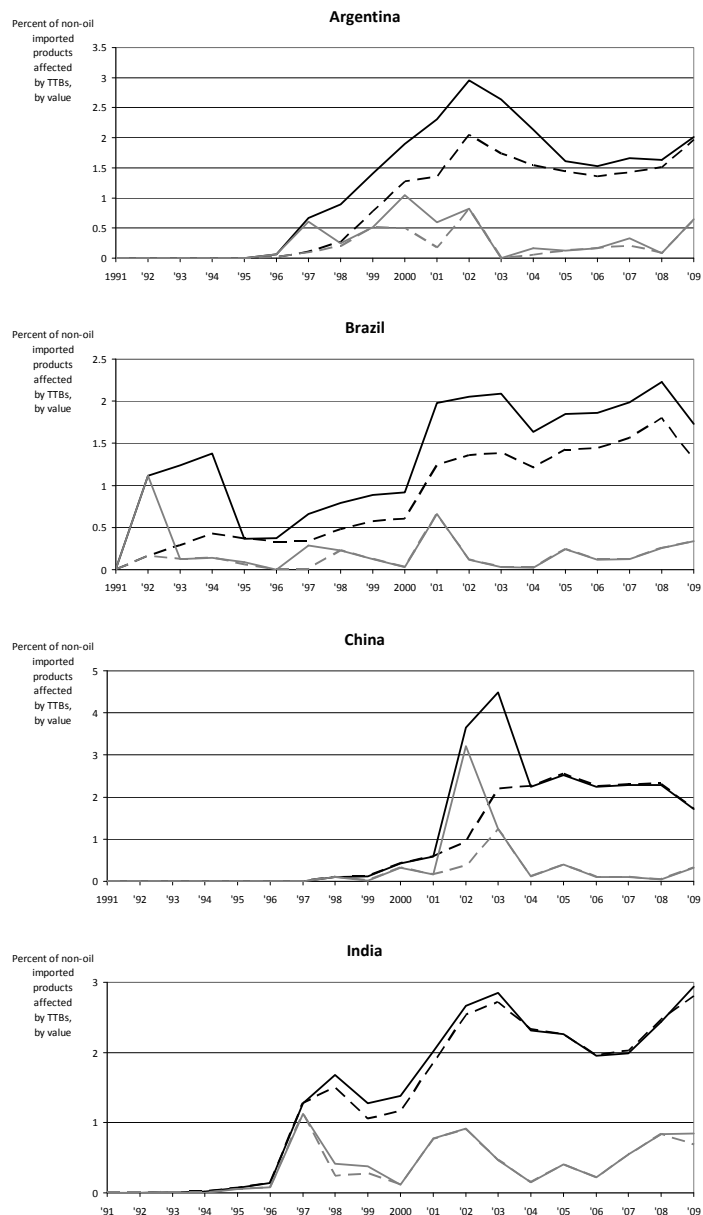 Argentina
Percent of non-oil
imported
products
affected
by TTBs,
by value
3.5
3
2.5
2
1.5
1
0.5
0
1991 '92 '93 '94 '95 '96 '97 '98 '99 2000 '01 '02 '03 '04 '05 '06 '07 '08 '09
Brazil
Percent of non-oil
imported
products
affected
by TTBs,
by value
2.5
2
1.5
1
0.5
0
1991 '92 '93 '94 '95 '96 '97 '98 '99 2000 '01 '02 '03 '04 '05 '06 '07 '08 '09
China
Percent of non-oil
imported
products
affected
by TTBs,
by value
5
4
3
2
1
0
1991 '92 '93 '94 '95 '96 '97 '98 '99 2000 '01 '02 '03 '04 '05 '06 '07 '08 '09
India
Percent of non-oil
imported
products
affected
by TTBs,
by value
3
2
1
0
'91 '92 '93 '94 '95 '96 '97 '98 '99 2000 '01 '02 '03 '04 '05 '06 '07 '08 '09